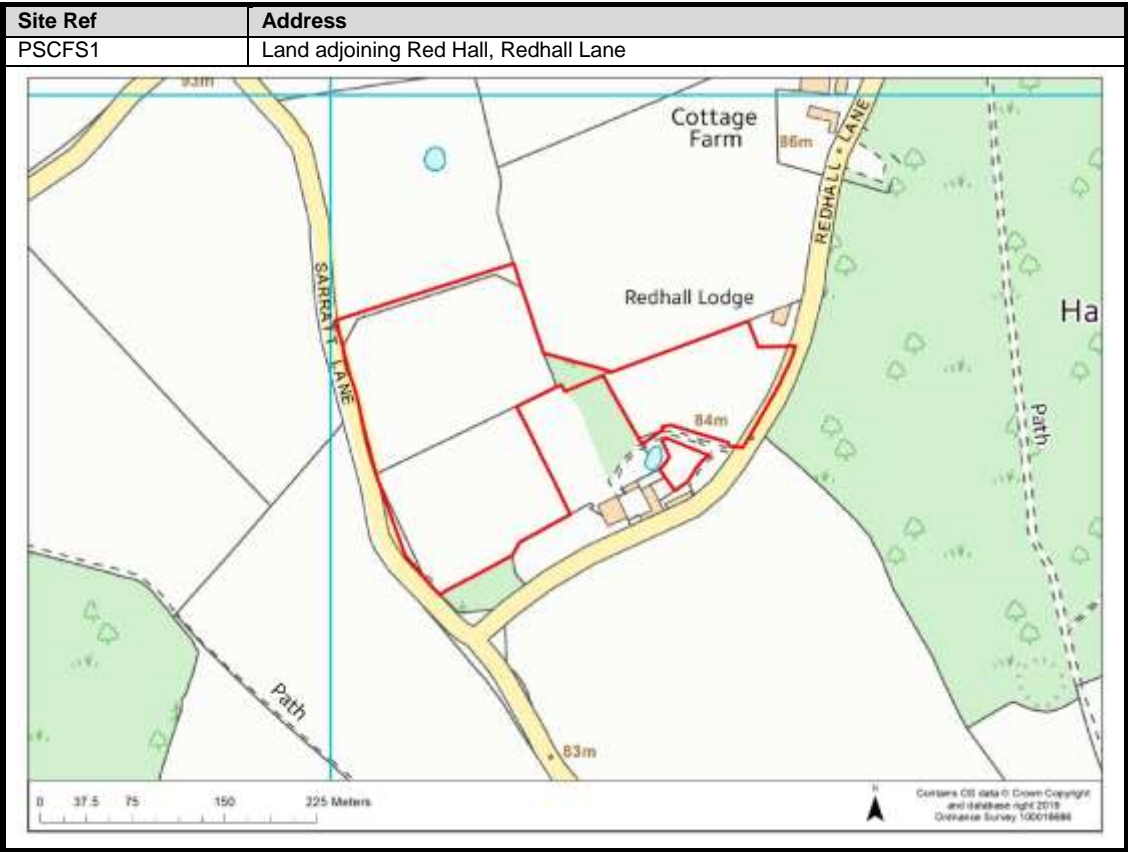 Site Ref Address
PSCFS1 Land adjoining Red Hall, Redhall Lane
93m
Cottage
Farm
86m
REDHALL LANE
SARRATT LANE
Redhall Lodge
Ha
84m
Path
Path
83m
0 37.5 75 150 225 Meters
N
Contains OS data © Crown Copyright
and database right 2019
Ordnance Survey 100018686